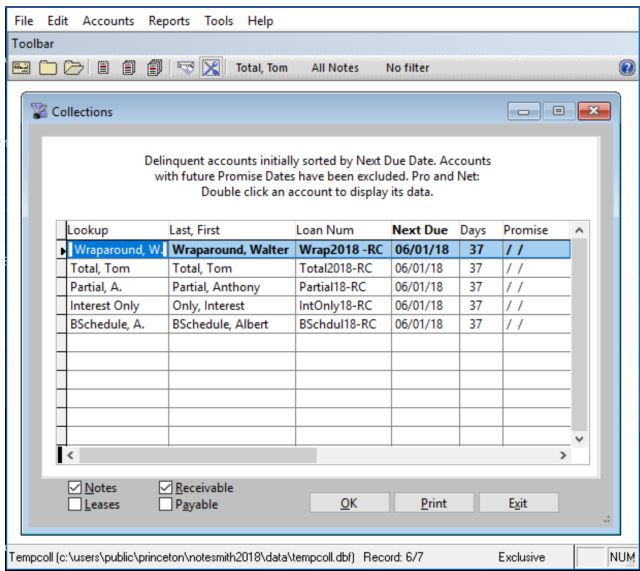 File Edit Accounts Reports Tools Help
Toolbar
Total, Tom All Notes No filter
Collections
Delinquent accounts initially sorted by Next Due Date. Accounts
with future Promise Dates have been excluded. Pro and Net:
Double click an account to display its data.
Lookup Last, First Loan Num Next Due Days Promise
Wraparound, W. Wraparound, Walter Wrap2018 -RC 06/01/18 37 / /
Total, Tom Total, Tom Total2018-RC 06/01/18 37 / /
Partial, A. Partial, Anthony Partial18-RC 06/01/18 37 / /
Interest Only Only, Interest IntOnly18-RC 06/01/18 37 / /
BSchedule, A. BSchedule, Albert BSchdul18-RC 06/01/18 37 / /
Notes Receivable
Leases Payable OK Print Exit
Tempcoll (c:\users\public\princeton\notesmith2018\data\tempcoll.dbf) Record: 6/7 Exclusive NUM